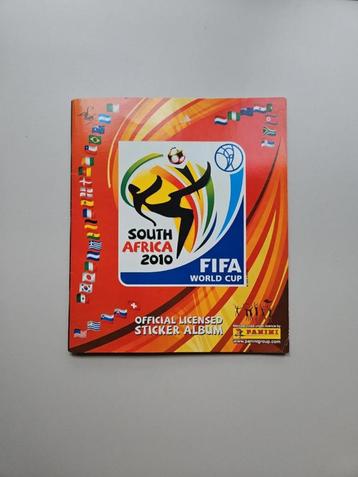 SOUTH
AFRICA
2010
FIFA
WORLD CUP
OFFICIAL LICENSED
STICKER ALBUM
PANINI
www.paninigroup.com